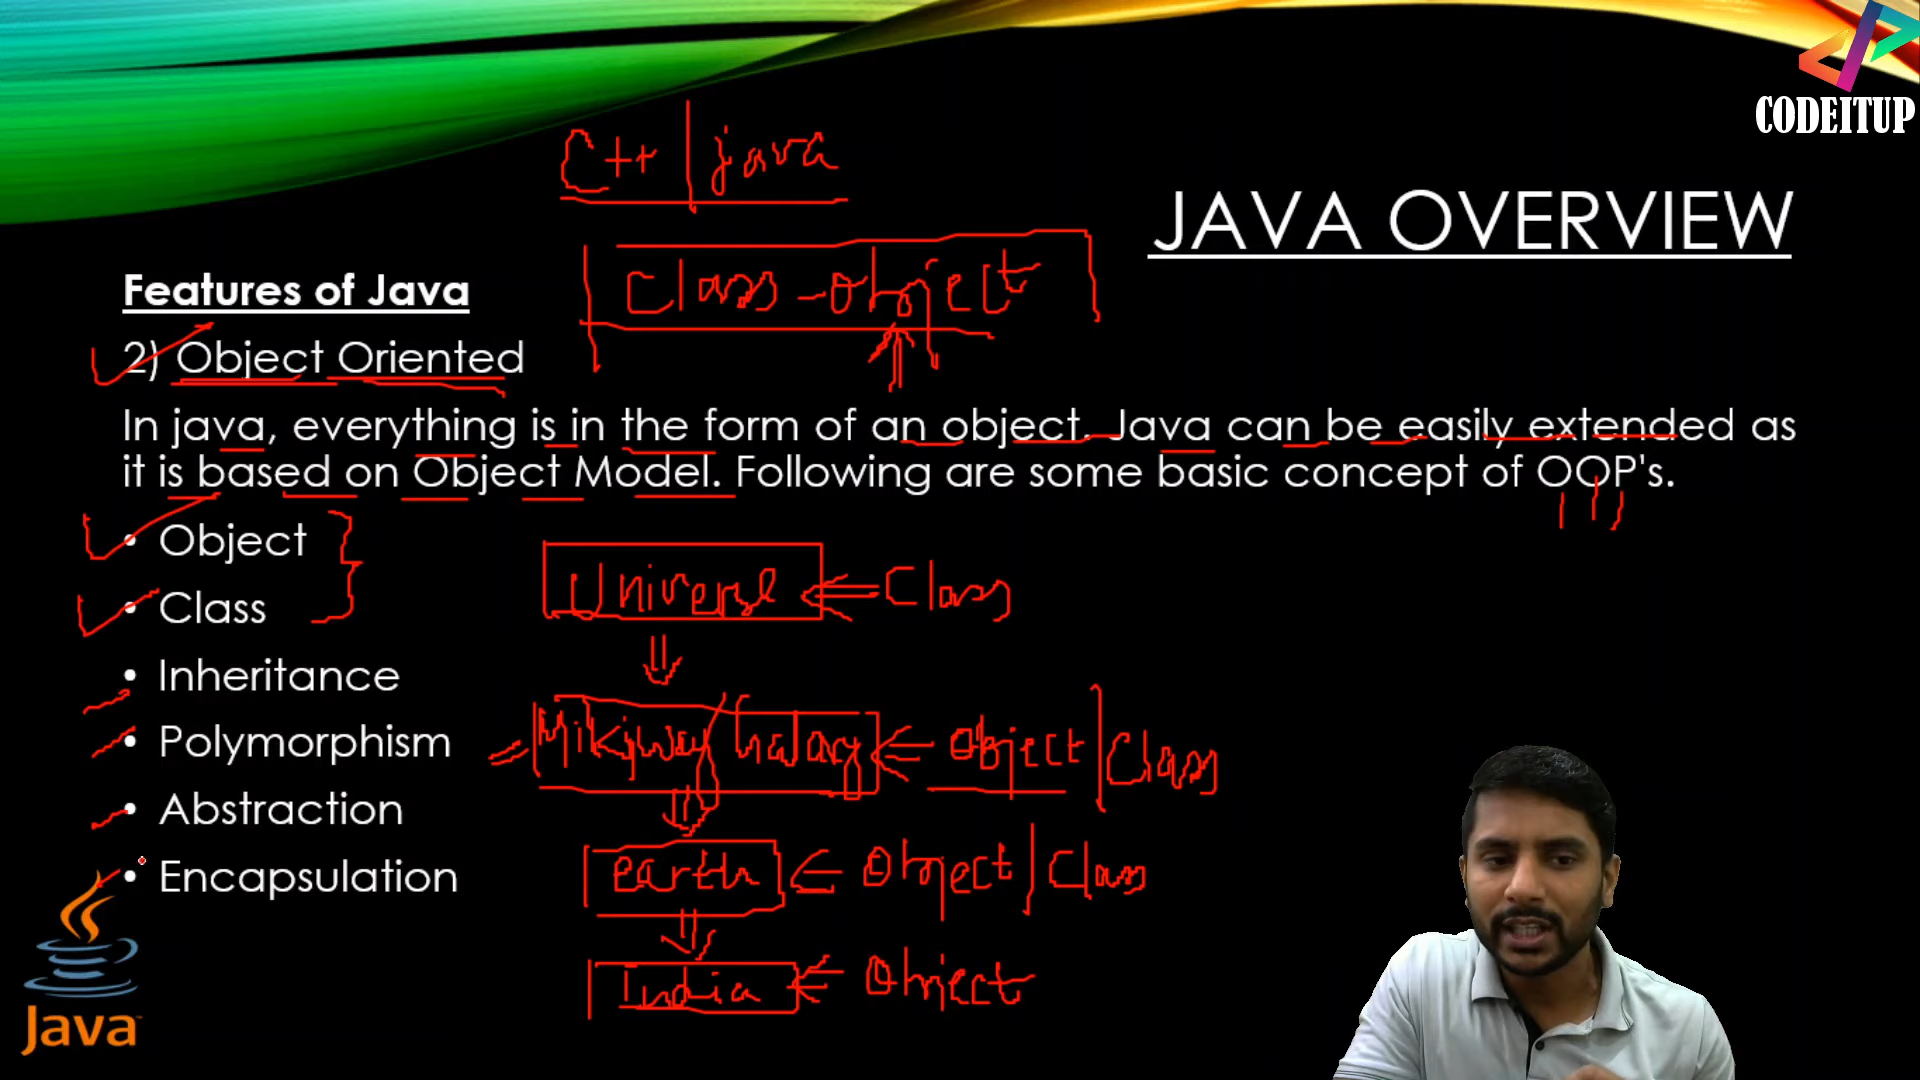 CODEITUP
C++ | java
JAVA OVERVIEW
Class - object
Features of Java
2) Object Oriented
In java, everything is in the form of an object. Java can be easily extended as
it is based on Object Model. Following are some basic concept of OOP's.
• Object
• Class
• Inheritance
• Polymorphism
• Abstraction
• Encapsulation
Universe Class
Milkyway Galaxy Object | Class
earth Object | Class
India Object
Java